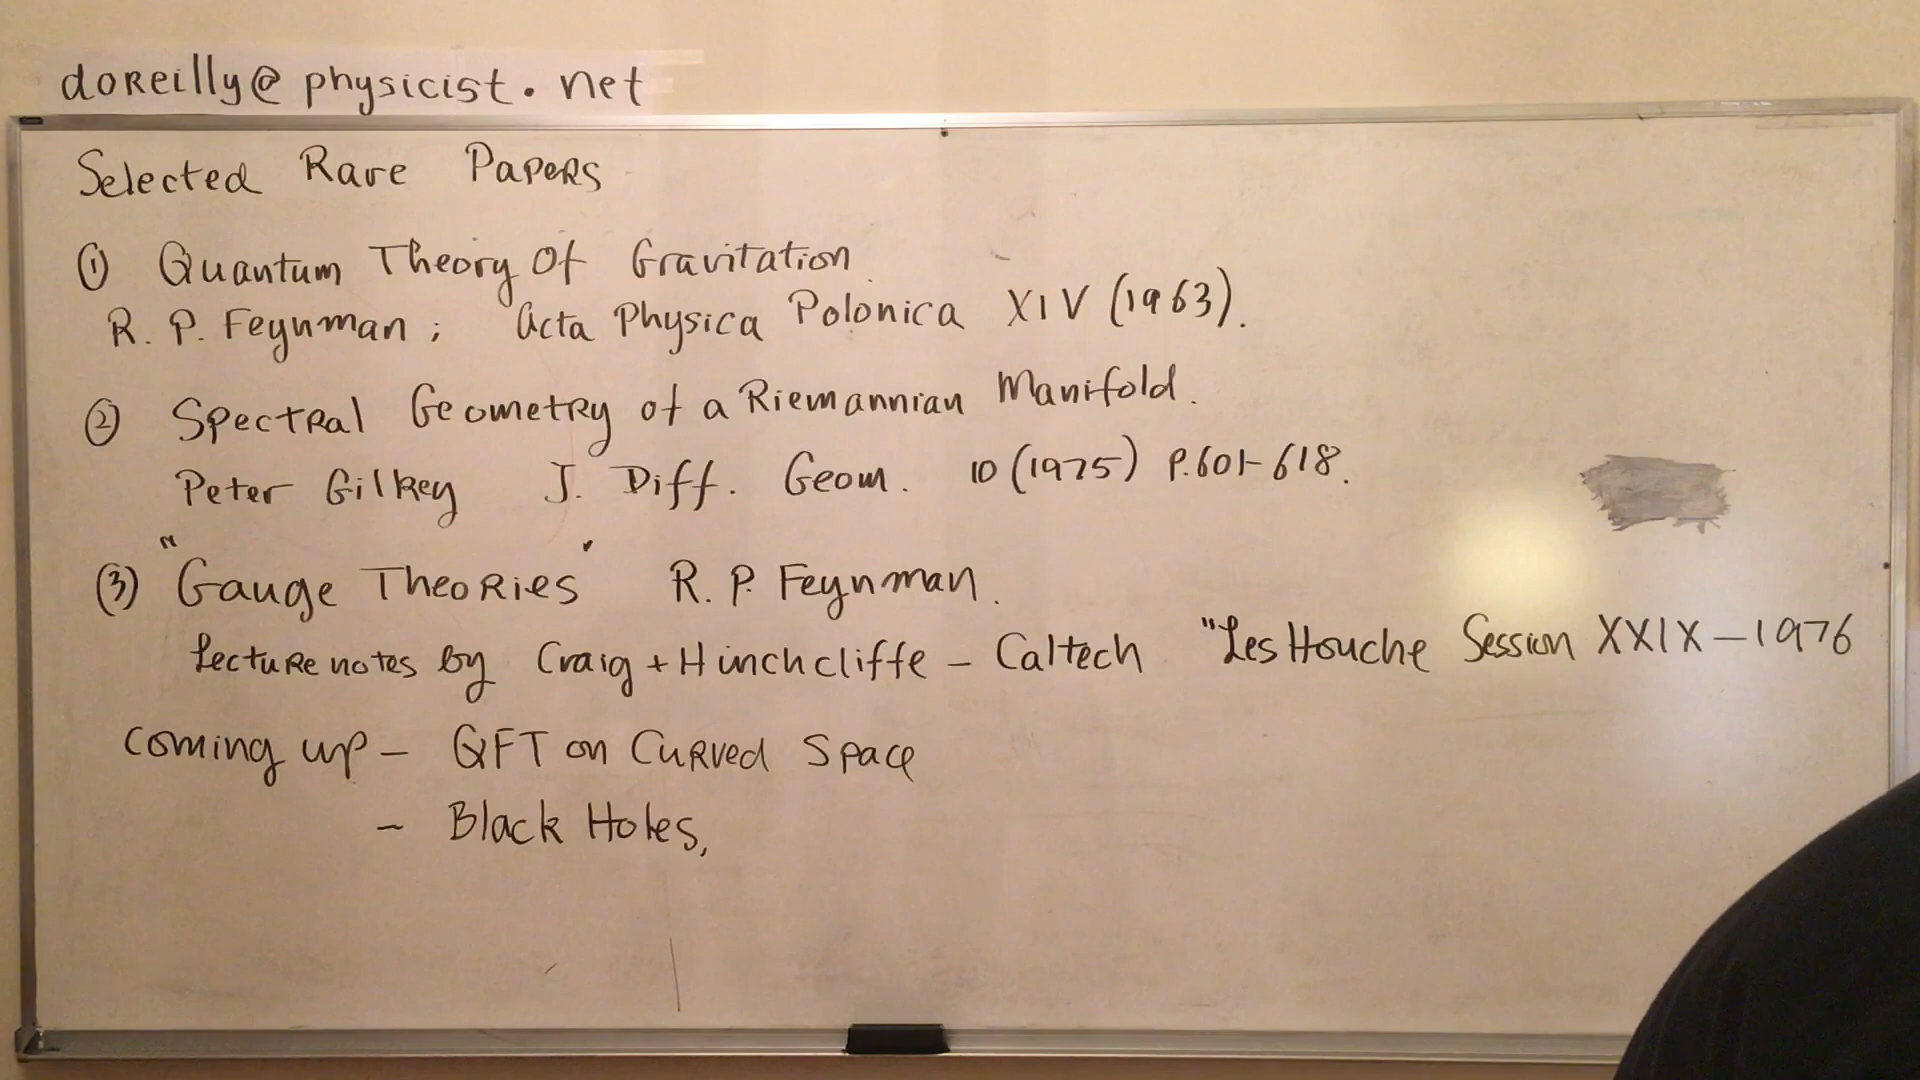 doreilly@physicist.net
Selected Rare Papers
① Quantum Theory Of Gravitation
R. P. Feynman; Acta Physica Polonica XIV (1963).
② Spectral Geometry of a Riemannian Manifold.
Peter Gilkey J. Diff. Geom. 10 (1975) P.601-618.
(3) "Gauge Theories" R. P. Feynman.
Lecture notes by Craig + Hinchcliffe - Caltech "Les Houche Session XXIX - 1976
Coming up - QFT on Curved Space
- Black Holes,